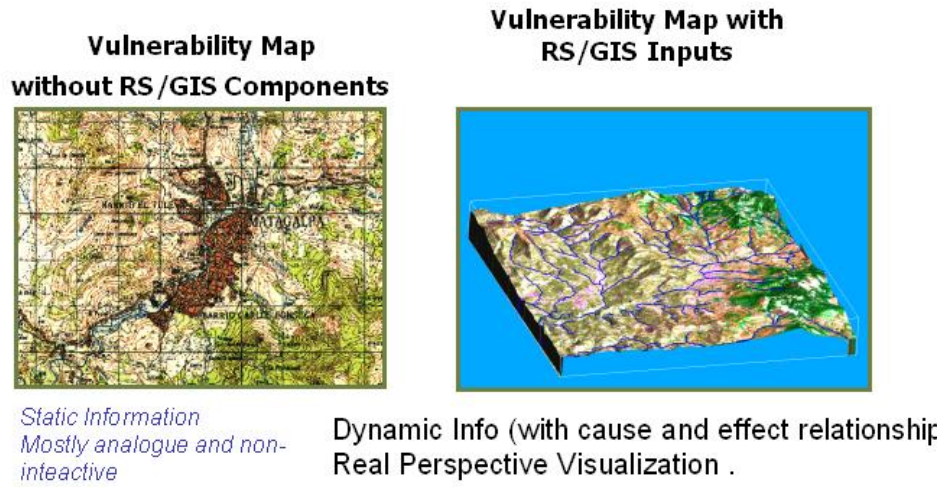 Vulnerability Map
without RS/GIS Components
Vulnerability Map with
RS/GIS Inputs
MATAGALPA
Static Information
Mostly analogue and non-
inteactive
Dynamic Info (with cause and effect relationship
Real Perspective Visualization .